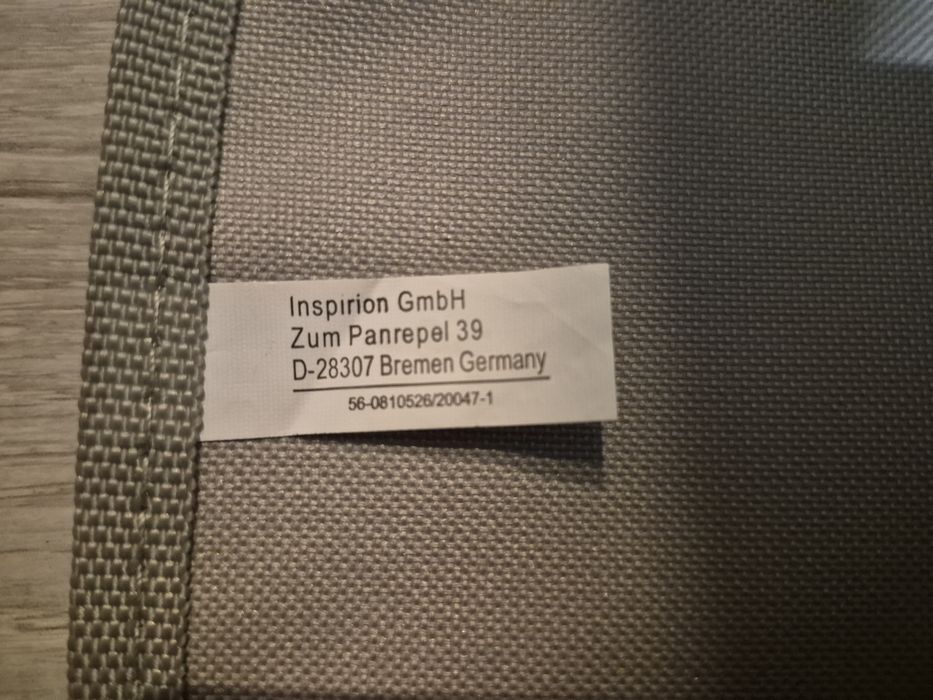 Inspirion GmbH
Zum Panrepel 39
D-28307 Bremen Germany
56-0810526/20047-1